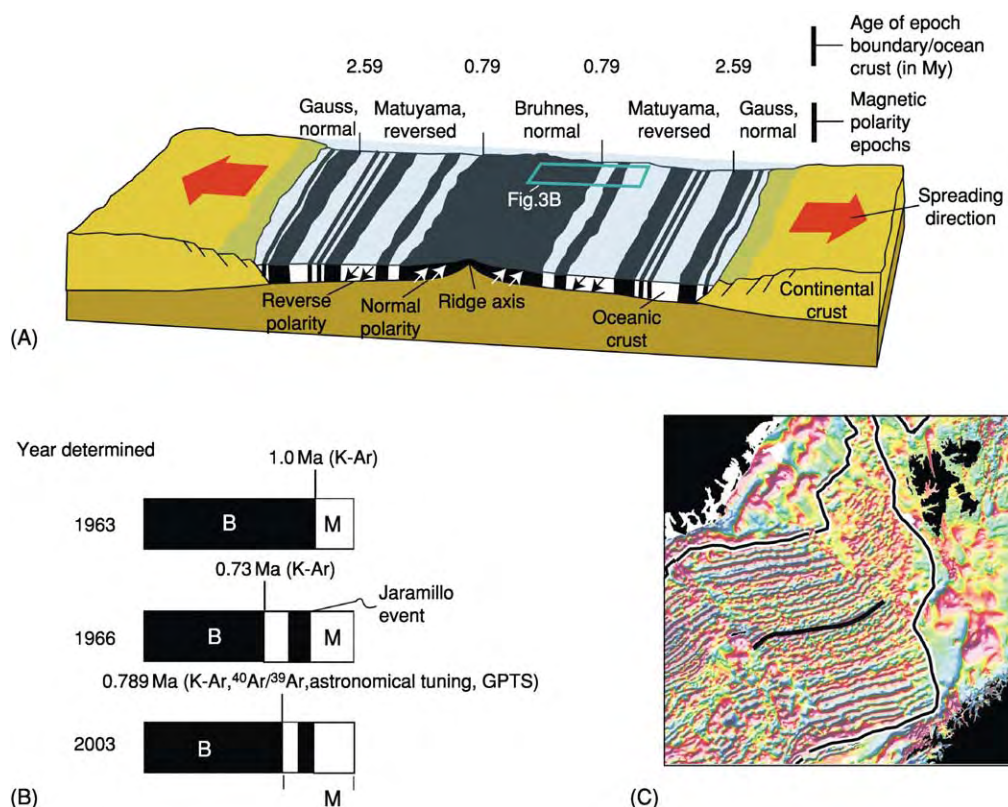 Age of epoch
boundary/ocean
crust (in My)
2.59 0.79 0.79 2.59
Gauss,
normal
Matuyama,
reversed
Bruhnes,
normal
Matuyama,
reversed
Gauss,
normal
Magnetic
polarity
epochs
Fig.3B
Spreading
direction
Reverse
polarity
Normal
polarity
Ridge axis
Oceanic
crust
Continental
crust
(A)
Year determined
1.0 Ma (K-Ar)
1963
B M
0.73 Ma (K-Ar)
Jaramillo
event
1966
B M
0.789 Ma (K-Ar,⁴⁰Ar/³⁹Ar,astronomical tuning, GPTS)
2003
B
M
(B)
(C)